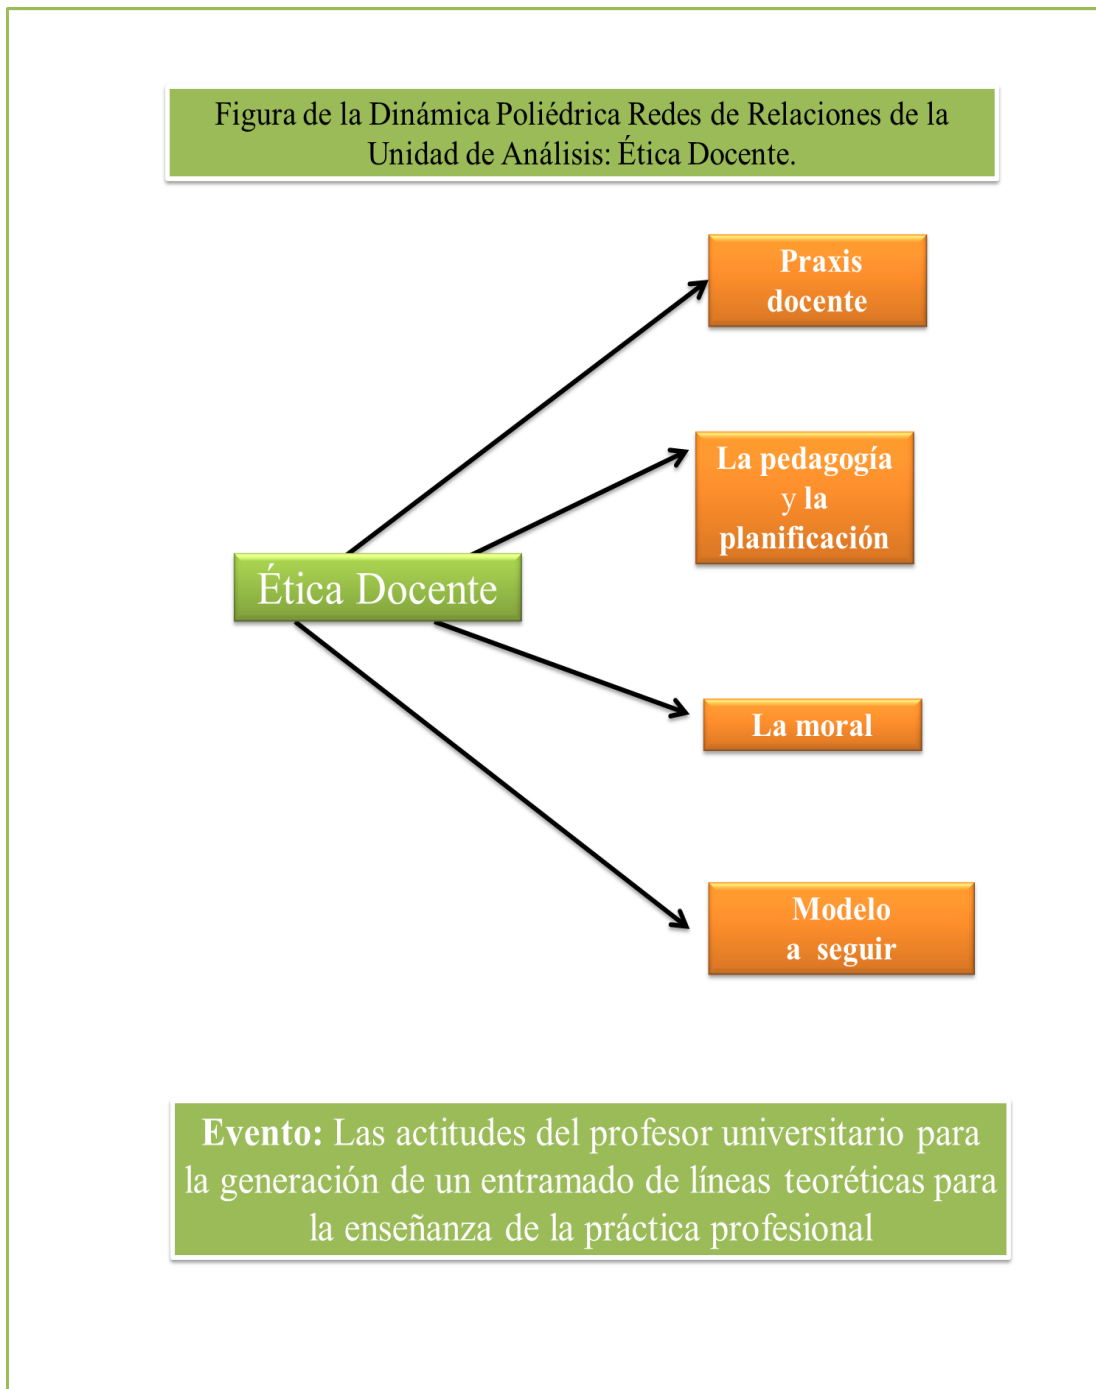 Figura de la Dinámica Poliédrica Redes de Relaciones de la
Unidad de Análisis: Ética Docente.
Praxis
docente
La pedagogía
y la
planificación
Ética Docente
La moral
Modelo
a seguir
Evento: Las actitudes del profesor universitario para
la generación de un entramado de líneas teoréticas para
la enseñanza de la práctica profesional